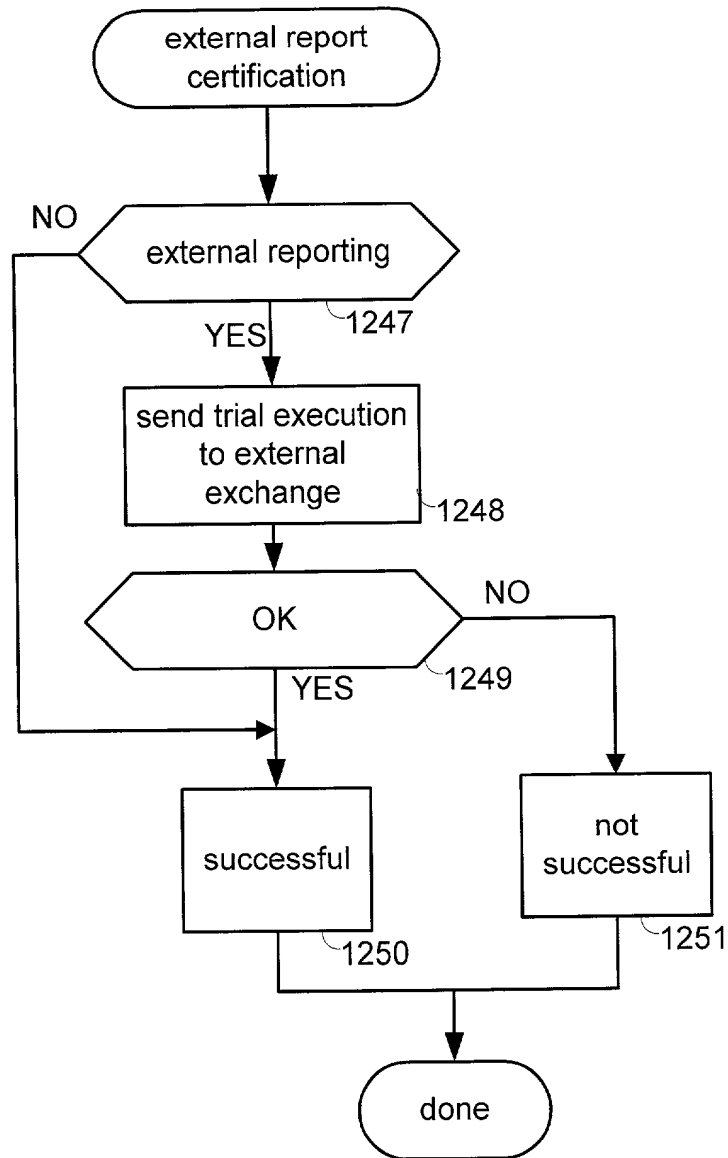 external report
certification
NO
external reporting
1247
YES
send trial execution
to external
exchange
1248
OK
NO
1249
YES
successful
1250
not
successful
1251
done